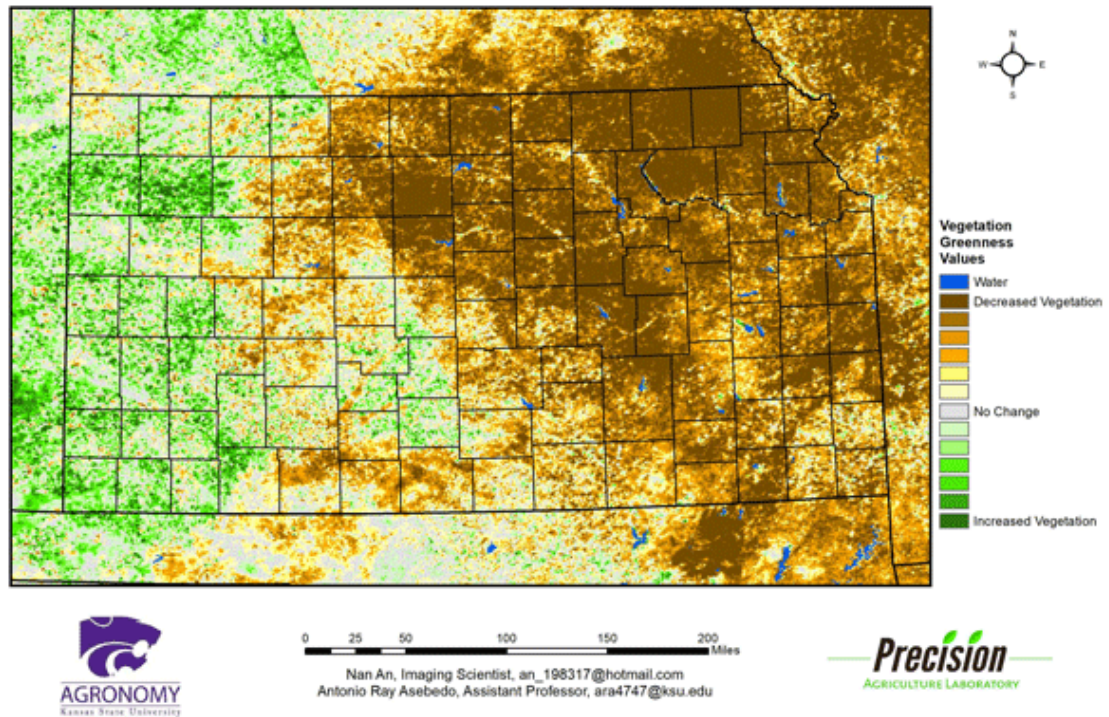 N
W E
S
Vegetation
Greenness
Values
Water
Decreased Vegetation
No Change
Increased Vegetation
0 25 50 100 150 200
Miles
Nan An, Imaging Scientist, an_198317@hotmail.com
Antonio Ray Asebedo, Assistant Professor, ara4747@ksu.edu
AGRONOMY
Kansas State University
Precision
AGRICULTURE LABORATORY